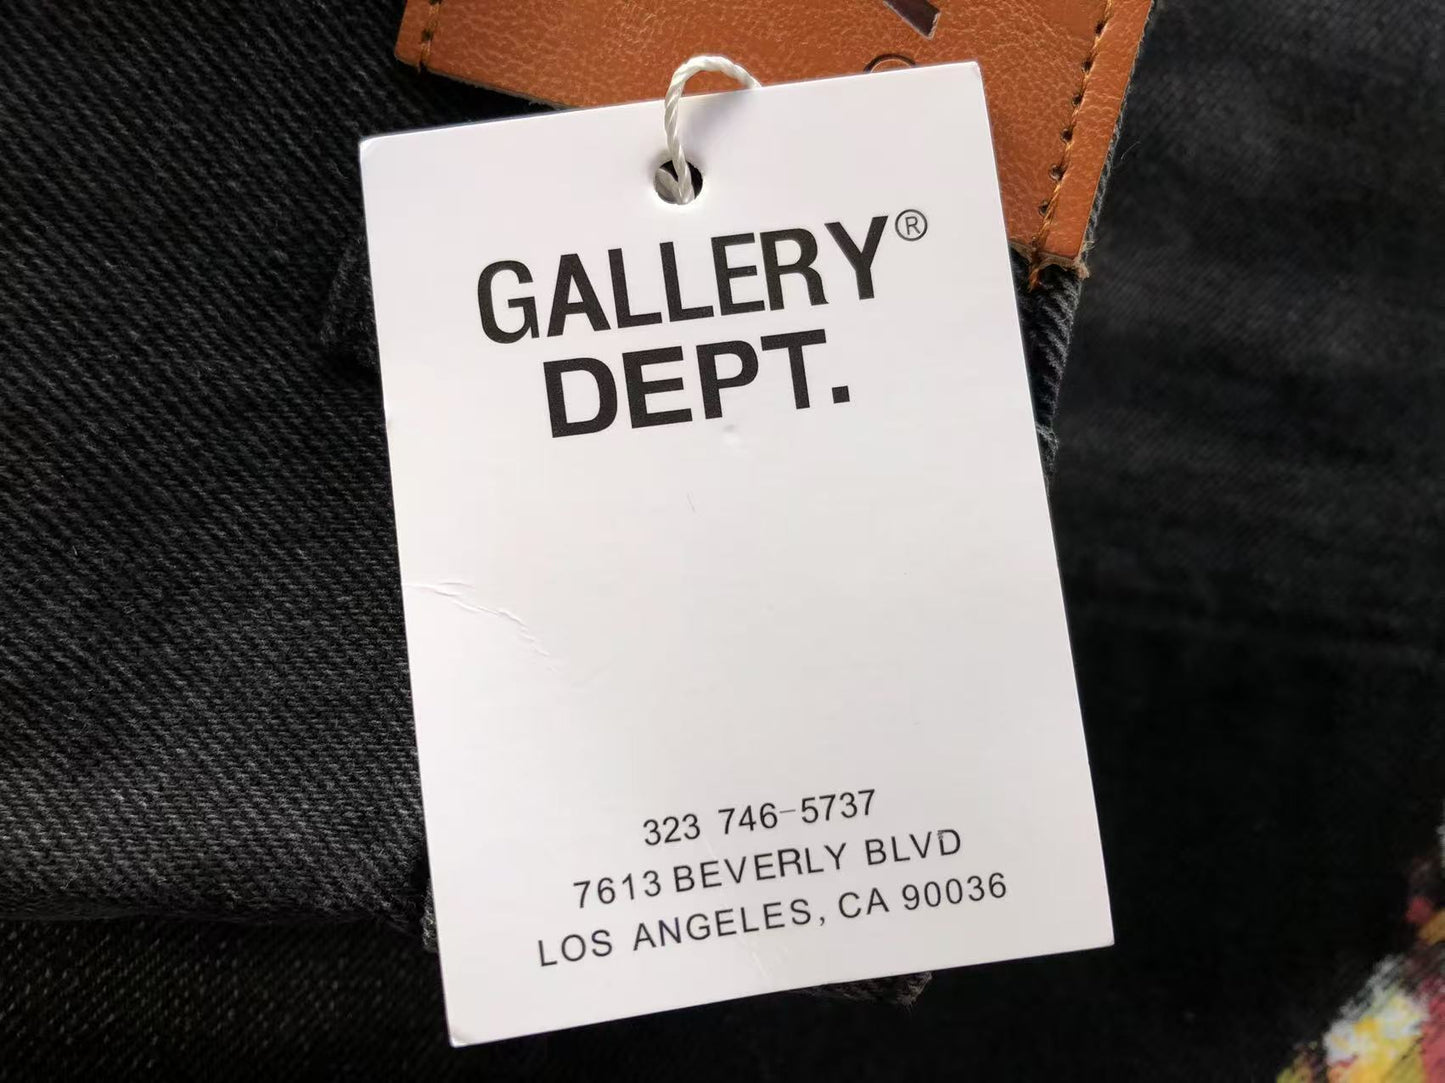 GALLERY®
DEPT.
323 746-5737
7613 BEVERLY BLVD
LOS ANGELES, CA 90036